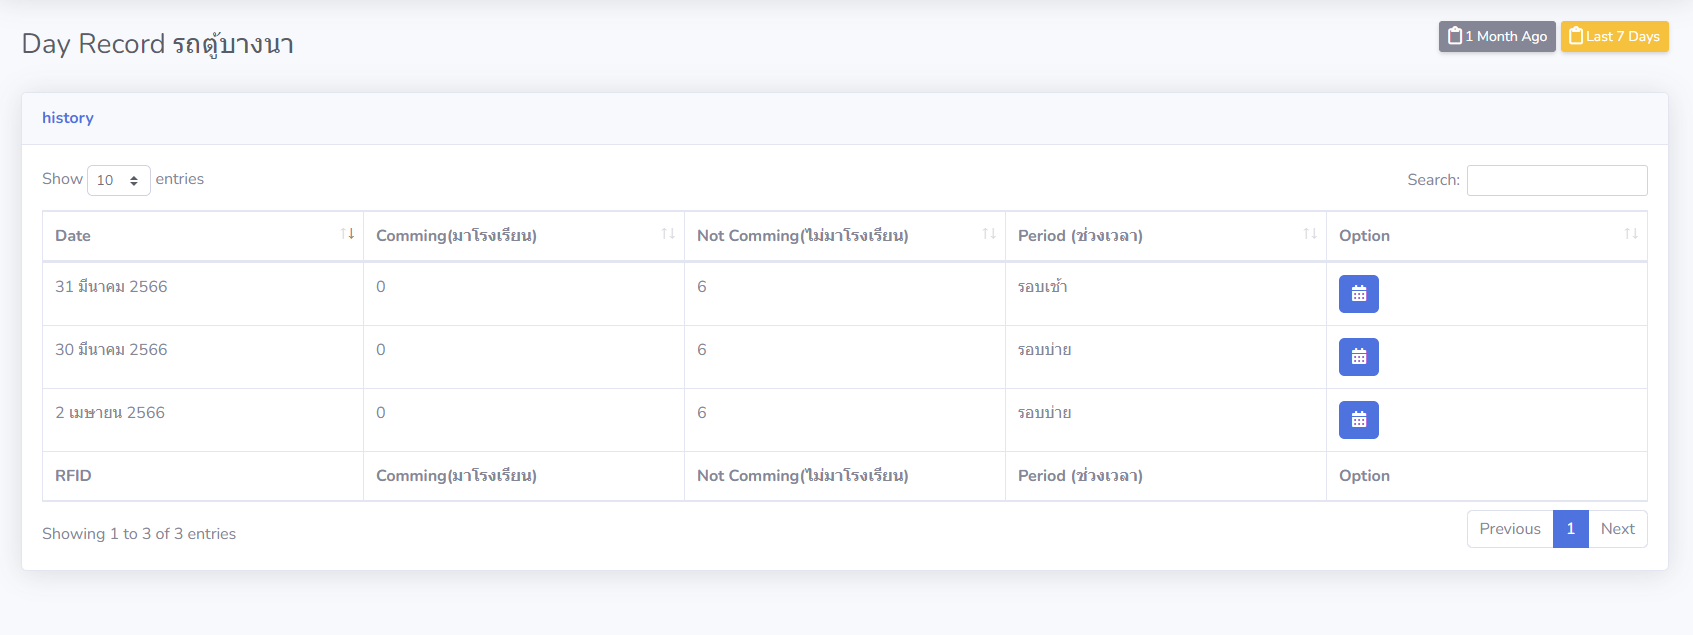 Day Record รถตู้บางนา
1 Month Ago Last 7 Days
history
Show 10 entries Search:
Date Comming(มาโรงเรียน) Not Comming(ไม่มาโรงเรียน) Period (ช่วงเวลา) Option
31 มีนาคม 2566 0 6 รอบเช้า
30 มีนาคม 2566 0 6 รอบบ่าย
2 เมษายน 2566 0 6 รอบบ่าย
RFID Comming(มาโรงเรียน) Not Comming(ไม่มาโรงเรียน) Period (ช่วงเวลา) Option
Showing 1 to 3 of 3 entries Previous 1 Next